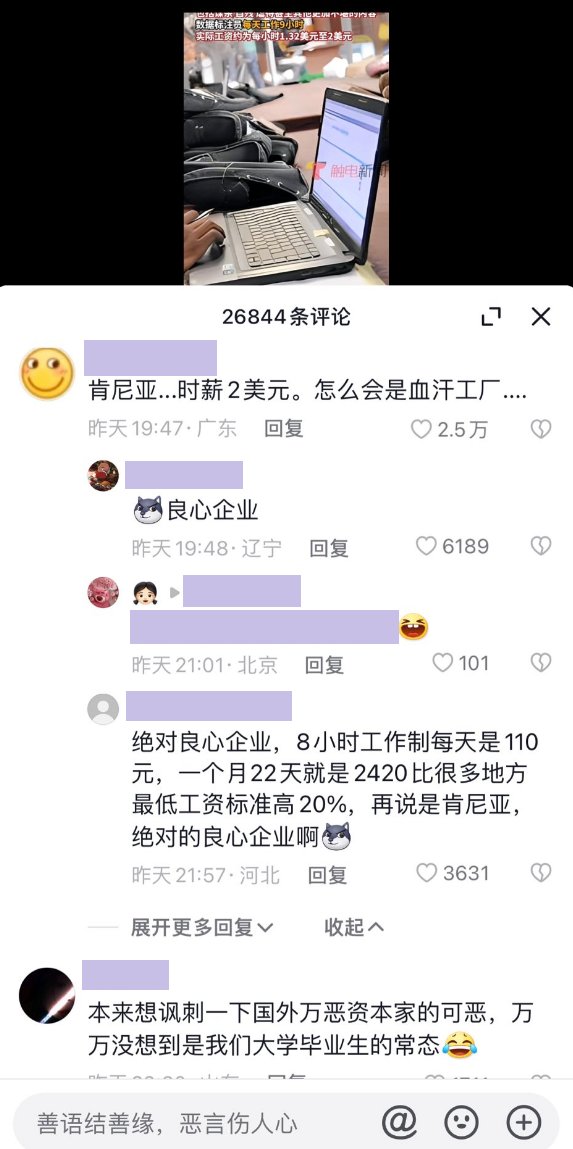 数据标注员每天工作9小时
实际工资约为每小时1.32美元至2美元
触电新闻
26844条评论
肯尼亚...时薪2美元。怎么会是血汗工厂....
昨天19:47·广东 回复 2.5万
良心企业
昨天19:48·辽宁 回复 6189
昨天21:01·北京 回复 101
绝对良心企业，8小时工作制每天是110
元，一个月22天就是2420比很多地方
最低工资标准高20%，再说是肯尼亚，
绝对的良心企业啊
昨天21:57·河北 回复 3631
展开更多回复 收起
本来想讽刺一下国外万恶资本家的可恶，万
万没想到是我们大学毕业生的常态
善语结善缘，恶言伤人心